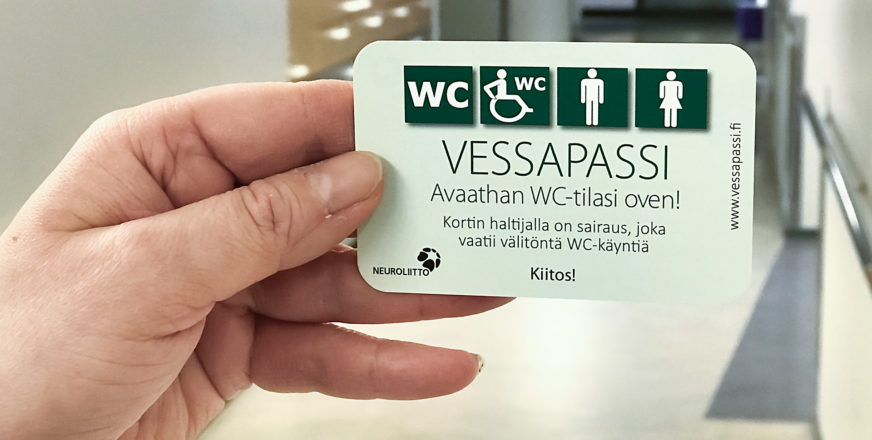 WC
WC
VESSAPASSI
Avaathan WC-tilasi oven!
Kortin haltijalla on sairaus, joka
vaatii välitöntä WC-käyntiä
Kiitos!
NEUROLIITTO
www.vessapassi.fi